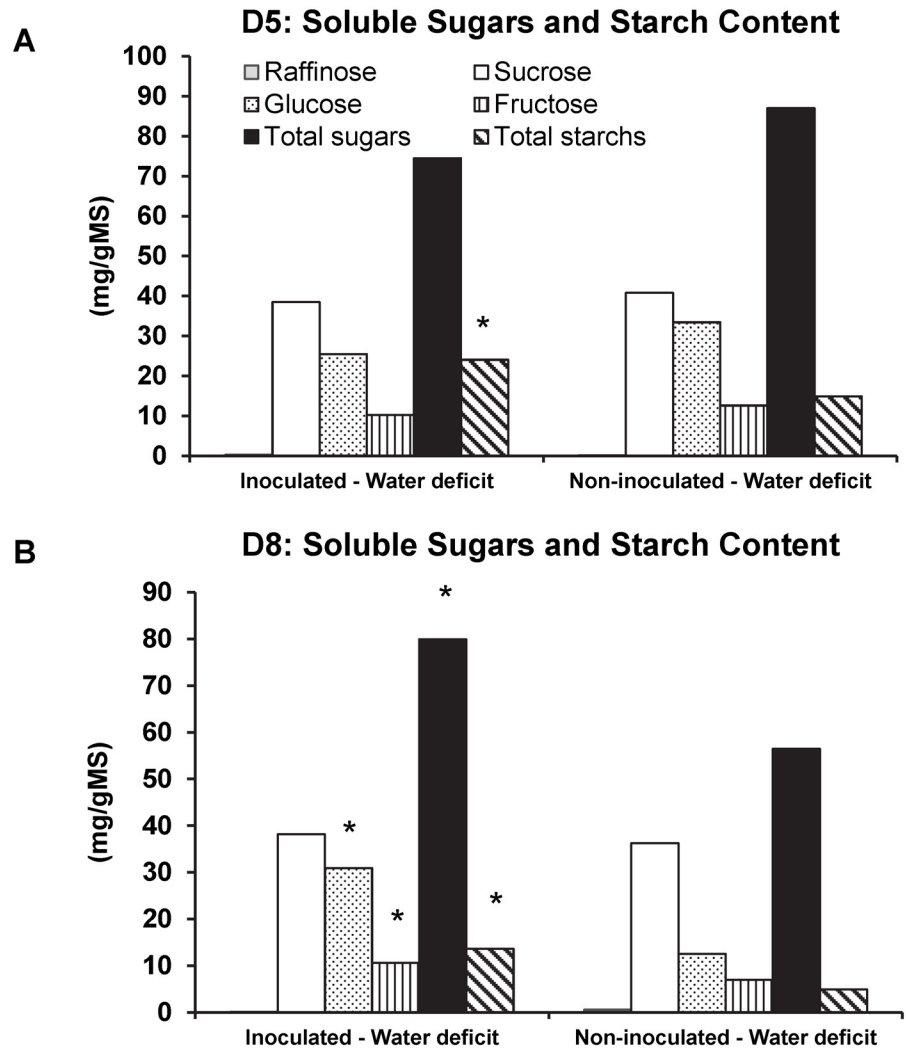 A
D5: Soluble Sugars and Starch Content
100
90
80
70
60
50
40
30
20
10
0
(mg/gMS)
Raffinose
Sucrose
Glucose
Fructose
Total sugars
Total starchs
*
Inoculated - Water deficit
Non-inoculated - Water deficit
B
D8: Soluble Sugars and Starch Content
90
80
70
60
50
40
30
20
10
0
(mg/gMS)
*
*
*
*
Inoculated - Water deficit
Non-inoculated - Water deficit